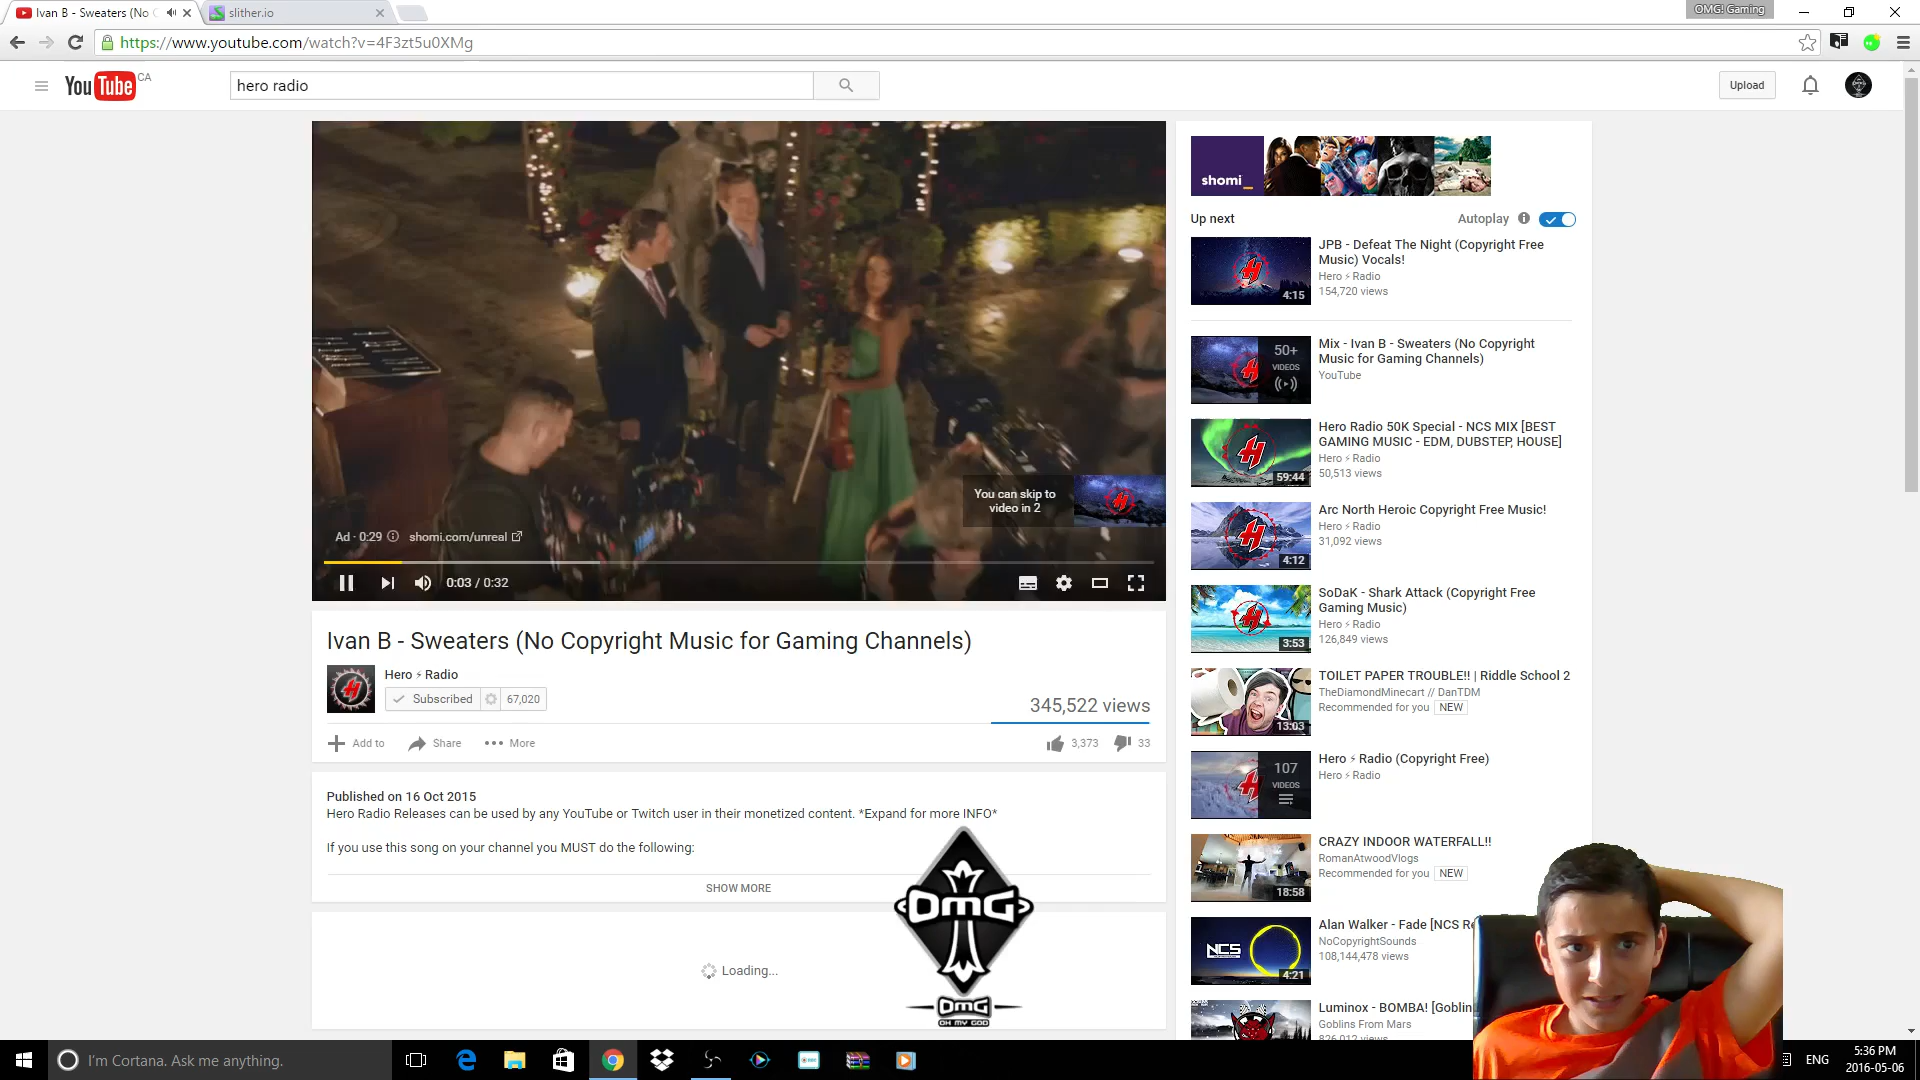 Ivan B - Sweaters (No C
slither.io
OMG! Gaming
https://www.youtube.com/watch?v=4F3zt5u0XMg
YouTube CA
hero radio
Upload
You can skip to
video in 2
Ad · 0:29
shomi.com/unreal
0:03 / 0:32
Ivan B - Sweaters (No Copyright Music for Gaming Channels)
Hero ⚡ Radio
Subscribed
67,020
345,522 views
Add to
Share
More
3,373
33
Published on 16 Oct 2015
Hero Radio Releases can be used by any YouTube or Twitch user in their monetized content. *Expand for more INFO*
If you use this song on your channel you MUST do the following:
SHOW MORE
Loading...
OMG
OMG
OH MY GOD
shomi_
Up next
Autoplay
4:15
JPB - Defeat The Night (Copyright Free
Music) Vocals!
Hero ⚡ Radio
154,720 views
50+
VIDEOS
Mix - Ivan B - Sweaters (No Copyright
Music for Gaming Channels)
YouTube
59:44
Hero Radio 50K Special - NCS MIX [BEST
GAMING MUSIC - EDM, DUBSTEP, HOUSE]
Hero ⚡ Radio
50,513 views
4:12
Arc North Heroic Copyright Free Music!
Hero ⚡ Radio
31,092 views
3:53
SoDaK - Shark Attack (Copyright Free
Gaming Music)
Hero ⚡ Radio
126,849 views
13:03
TOILET PAPER TROUBLE!! | Riddle School 2
TheDiamondMinecart // DanTDM
Recommended for you NEW
107
VIDEOS
Hero ⚡ Radio (Copyright Free)
Hero ⚡ Radio
18:58
CRAZY INDOOR WATERFALL!!
RomanAtwoodVlogs
Recommended for you NEW
NCS
4:21
Alan Walker - Fade [NCS Re
NoCopyrightSounds
108,144,478 views
Luminox - BOMBA! [Goblin
Goblins From Mars
826,012 views
I'm Cortana. Ask me anything.
ENG
5:36 PM
2016-05-06